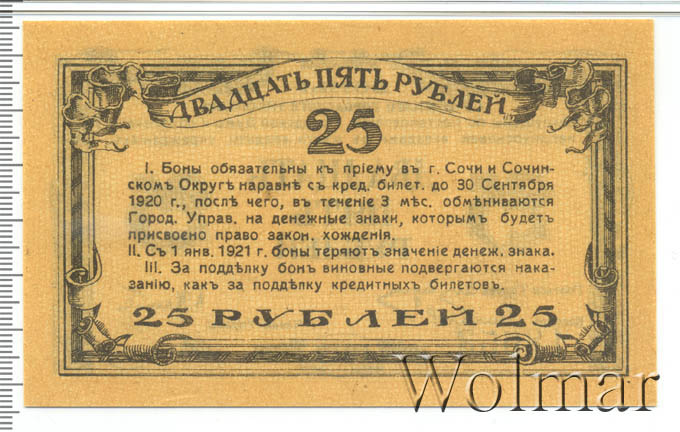 ДВАДЦАТЬ ПЯТЬ РУБЛЕЙ
25
I. Боны обязательны къ пріему въ г. Сочи и Сочин-
скомъ Округѣ наравнѣ съ кред. билет. до 30 Сентября
1920 г., послѣ чего, въ теченіе 3 мѣс. обмѣниваются
Город. Управ. на денежные знаки, которымъ будетъ
присвоено право закон. хожденія.
II. Съ 1 янв. 1921 г. боны теряютъ значеніе денеж. знака.
III. За поддѣлку бонъ виновные подвергаются нака-
занію, какъ за поддѣлку кредитныхъ билетовъ.
25 РУБЛЕЙ 25
Wolmar